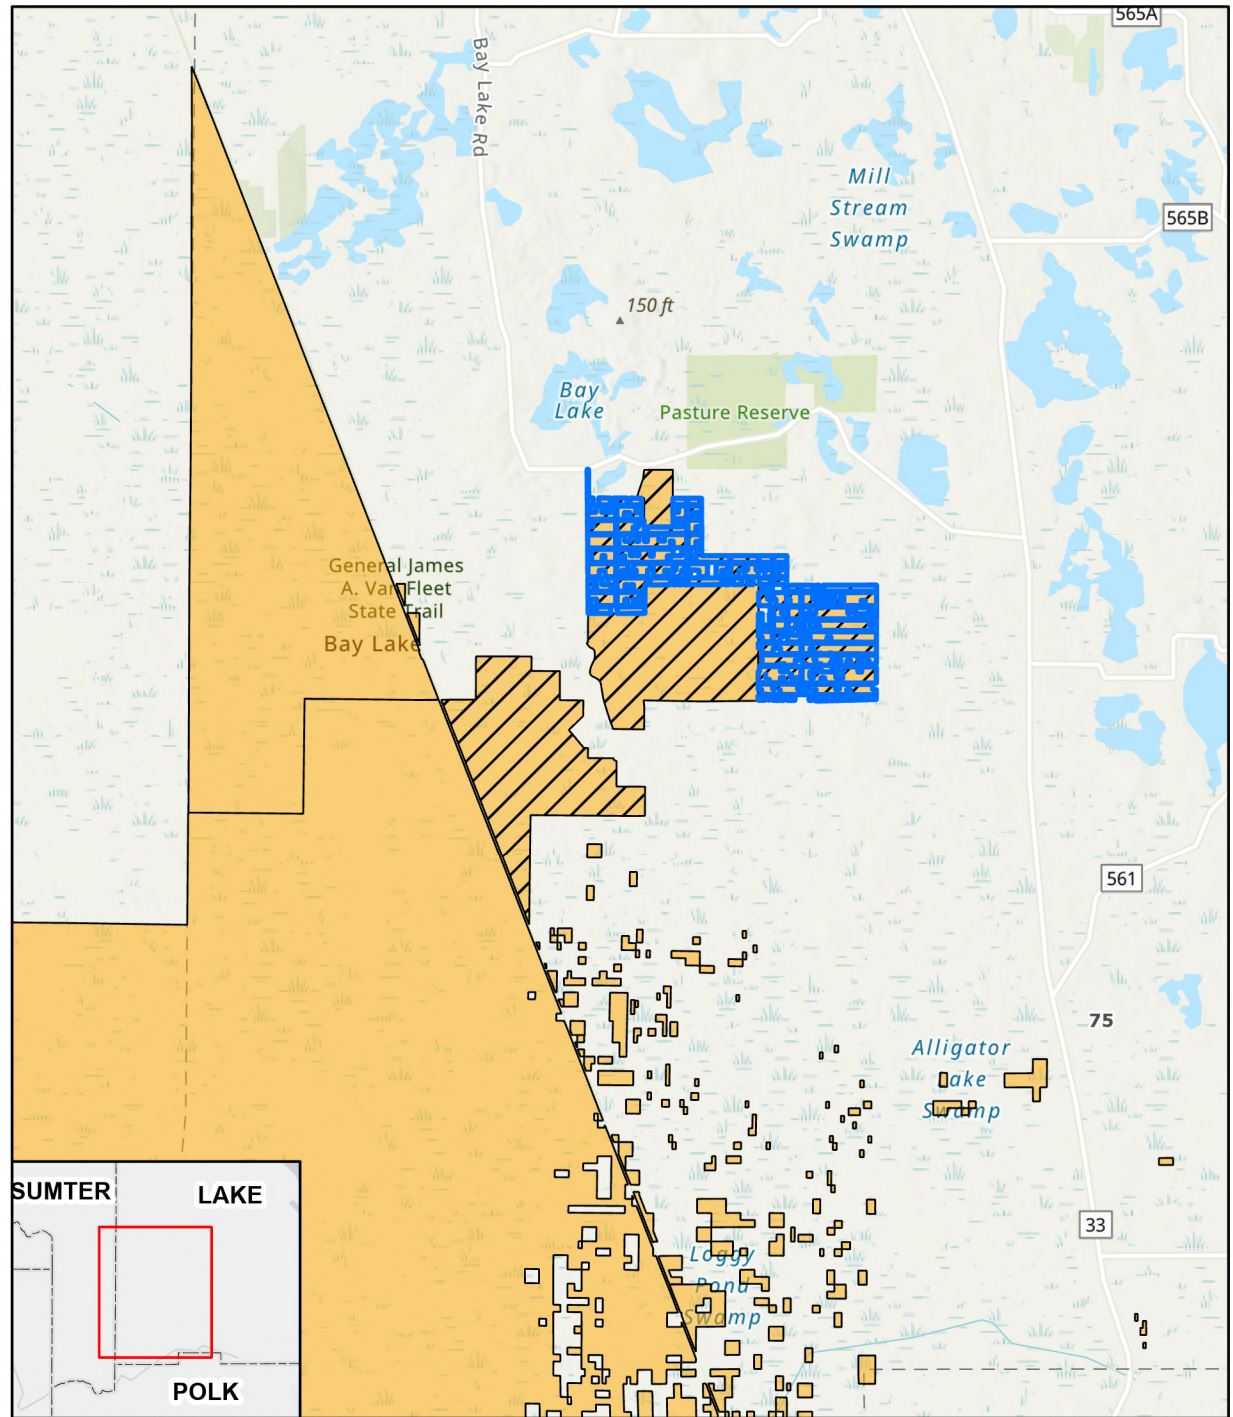 565A
Bay Lake Rd
Mill
Stream
Swamp
565B
150 ft
Bay
Lake
Pasture Reserve
General James
A. Van Fleet
State Trail
Bay Lake
561
75
Alligator
Lake
Swamp
33
Loggy
Pond
Swamp
SUMTER
LAKE
POLK